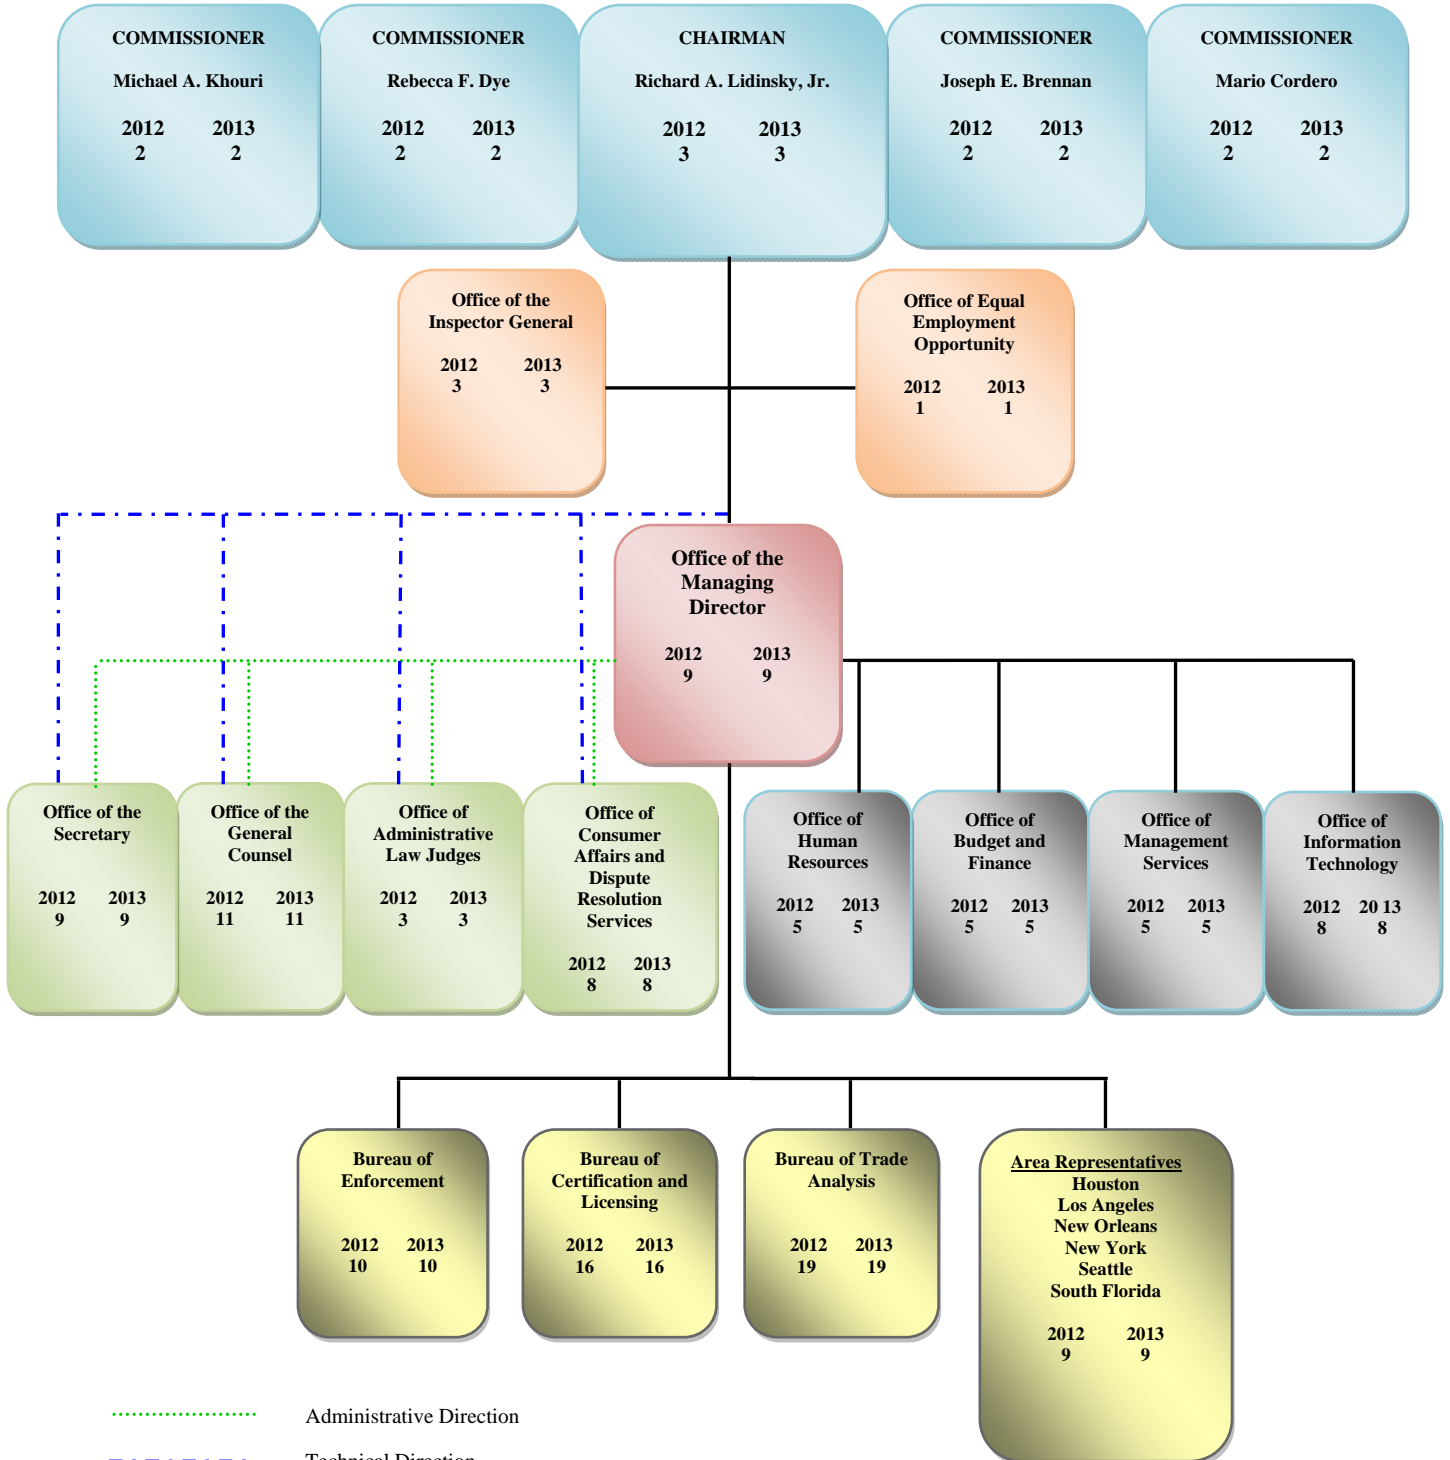 COMMISSIONER
Michael A. Khouri
2012 2013
2 2
COMMISSIONER
Rebecca F. Dye
2012 2013
2 2
CHAIRMAN
Richard A. Lidinsky, Jr.
2012 2013
3 3
COMMISSIONER
Joseph E. Brennan
2012 2013
2 2
COMMISSIONER
Mario Cordero
2012 2013
2 2
Office of the
Inspector General
2012 2013
3 3
Office of Equal
Employment
Opportunity
2012 2013
1 1
Office of the
Managing
Director
2012 2013
9 9
Office of the
Secretary
2012 2013
9 9
Office of the
General
Counsel
2012 2013
11 11
Office of
Administrative
Law Judges
2012 2013
3 3
Office of
Consumer
Affairs and
Dispute
Resolution
Services
2012 2013
8 8
Office of
Human
Resources
2012 2013
5 5
Office of
Budget and
Finance
2012 2013
5 5
Office of
Management
Services
2012 2013
5 5
Office of
Information
Technology
2012 20 13
8 8
Bureau of
Enforcement
2012 2013
10 10
Bureau of
Certification and
Licensing
2012 2013
16 16
Bureau of Trade
Analysis
2012 2013
19 19
Area Representatives
Houston
Los Angeles
New Orleans
New York
Seattle
South Florida
2012 2013
9 9
Administrative Direction
Technical Direction